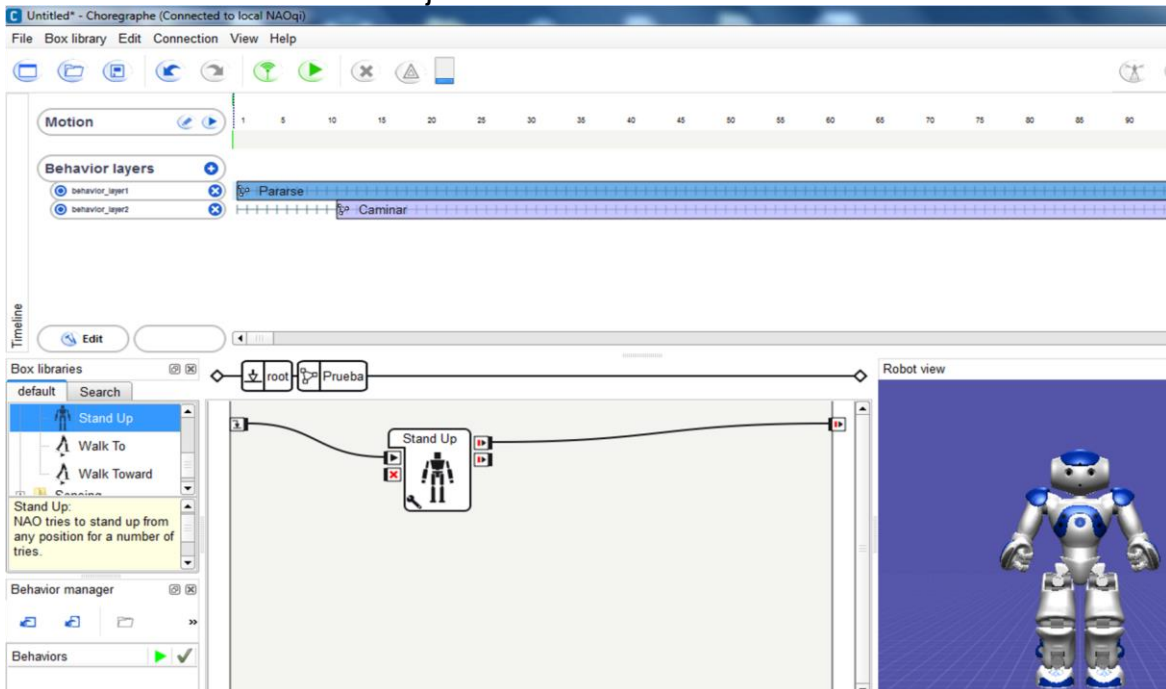 j
Untitled* - Choregraphe (Connected to local NAOqi)
File Box library Edit Connection View Help
Motion
1 5 10 15 20 25 30 35 40 45 50 55 60 65 70 75 80 85 90
Behavior layers
behavior_layer1
Pararse
behavior_layer2
Caminar
Timeline
Edit
Box libraries
default Search
Stand Up
Walk To
Walk Toward
Sensing
Stand Up:
NAO tries to stand up from
any position for a number of
tries.
Behavior manager
»
Behaviors
root Prueba
Stand Up
Robot view